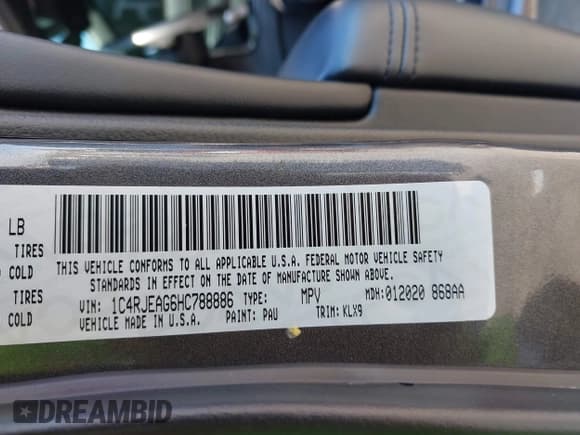 LB
TIRES
COLD
TIRES
COLD
THIS VEHICLE CONFORMS TO ALL APPLICABLE U.S.A. FEDERAL MOTOR VEHICLE SAFETY
STANDARDS IN EFFECT ON THE DATE OF MANUFACTURE SHOWN ABOVE.
VIN: 1C4RJEAG6HC788886 TYPE: MPV MDH:012020 868AA
VEHICLE MADE IN U.S.A. PAINT: PAU TRIM: KLX9
DREAMBID